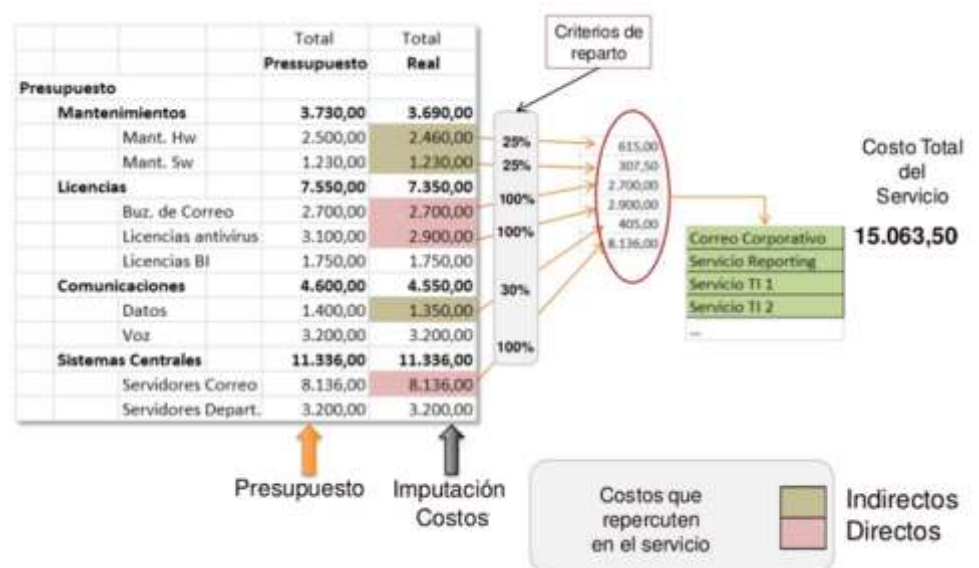 Total Total
Pressupuesto Real
Presupuesto
Mantenimientos 3.730,00 3.690,00
Mant. Hw 2.500,00 2.460,00
Mant. Sw 1.230,00 1.230,00
Licencias 7.550,00 7.350,00
Buz. de Correo 2.700,00 2.700,00
Licencias antivirus 3.100,00 2.900,00
Licencias BI 1.750,00 1.750,00
Comunicaciones 4.600,00 4.550,00
Datos 1.400,00 1.350,00
Voz 3.200,00 3.200,00
Sistemas Centrales 11.336,00 11.336,00
Servidores Correo 8.136,00 8.136,00
Servidores Depart. 3.200,00 3.200,00
Presupuesto
Imputación
Costos
Criterios de
reparto
25%
25%
100%
100%
30%
100%
615,00
307,50
2.700,00
2.900,00
405,00
8.136,00
Costo Total
del
Servicio
15.063,50
Correo Corporativo
Servicio Reporting
Servicio TI 1
Servicio TI 2
...
Costos que
repercuten
en el servicio
Indirectos
Directos